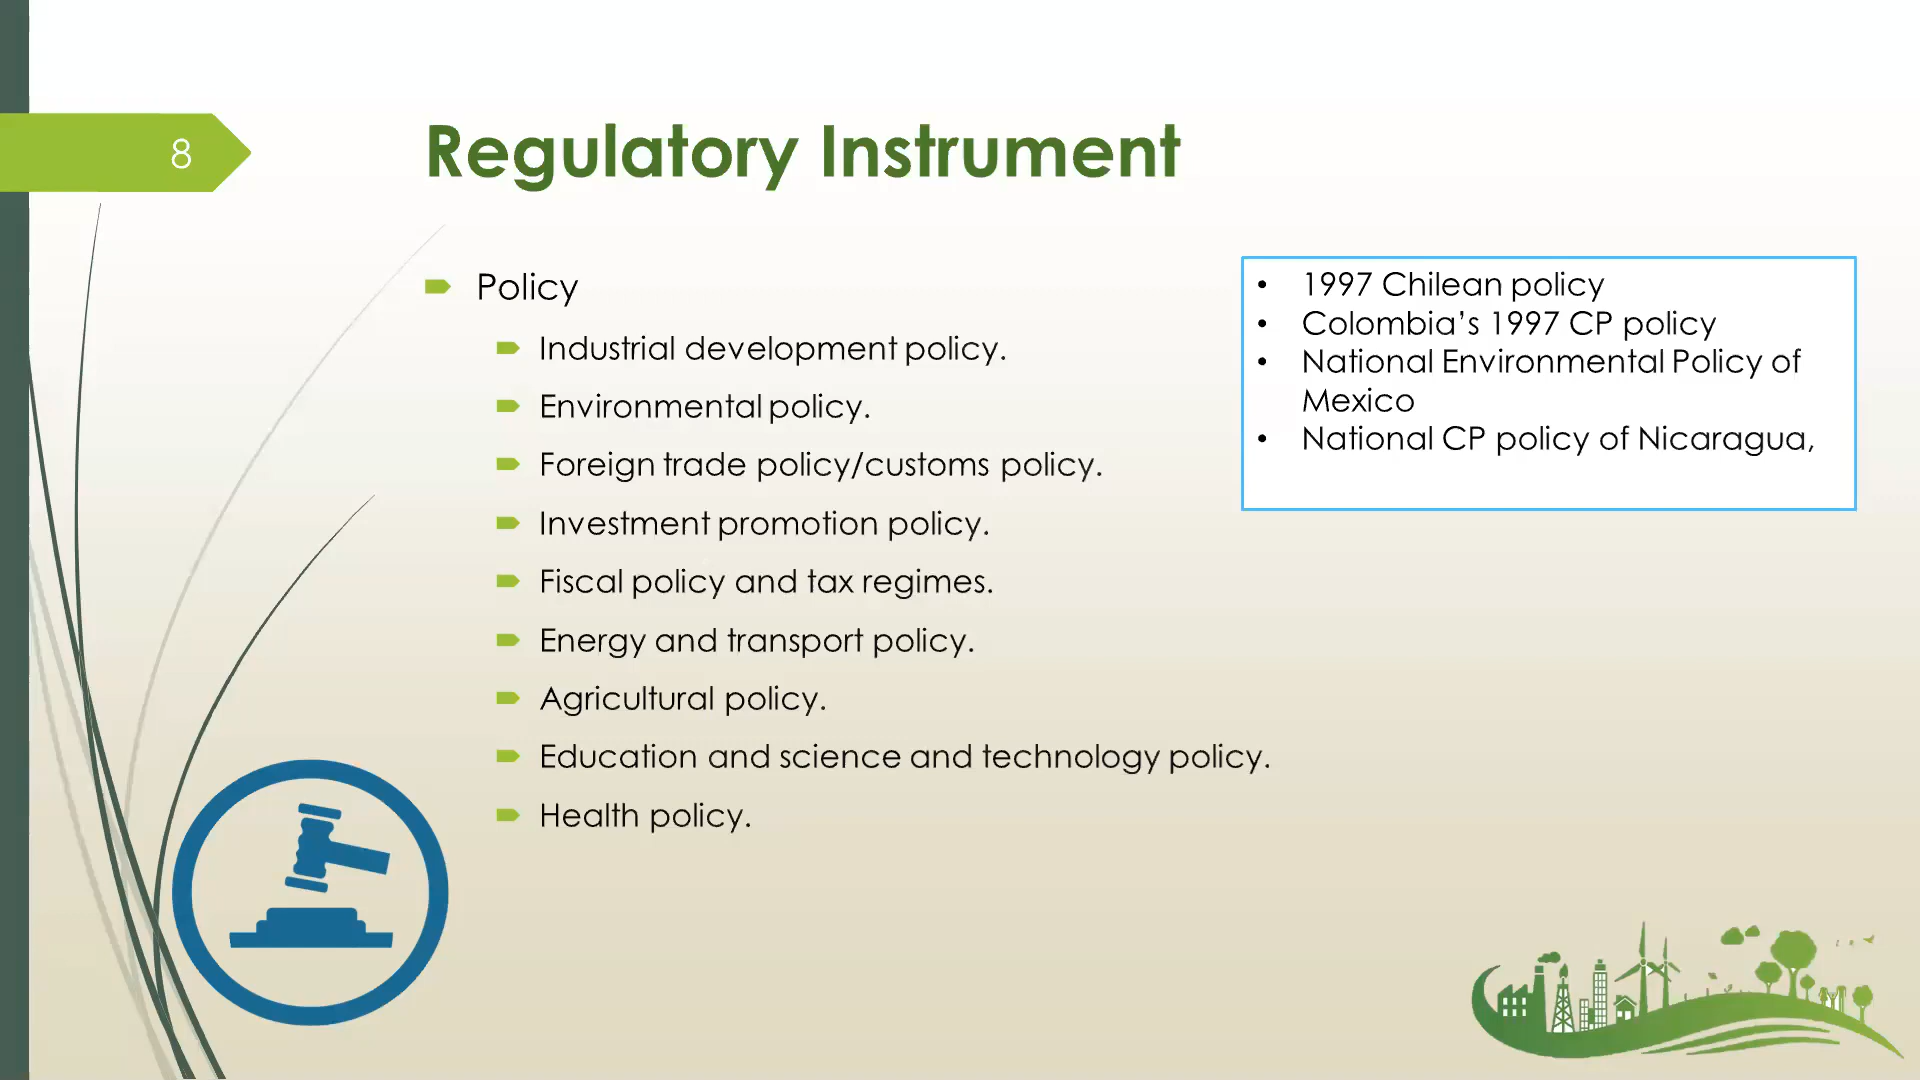 8
Regulatory Instrument
Policy
Industrial development policy.
Environmental policy.
Foreign trade policy/customs policy.
Investment promotion policy.
Fiscal policy and tax regimes.
Energy and transport policy.
Agricultural policy.
Education and science and technology policy.
Health policy.
• 1997 Chilean policy
• Colombia’s 1997 CP policy
• National Environmental Policy of
Mexico
• National CP policy of Nicaragua,